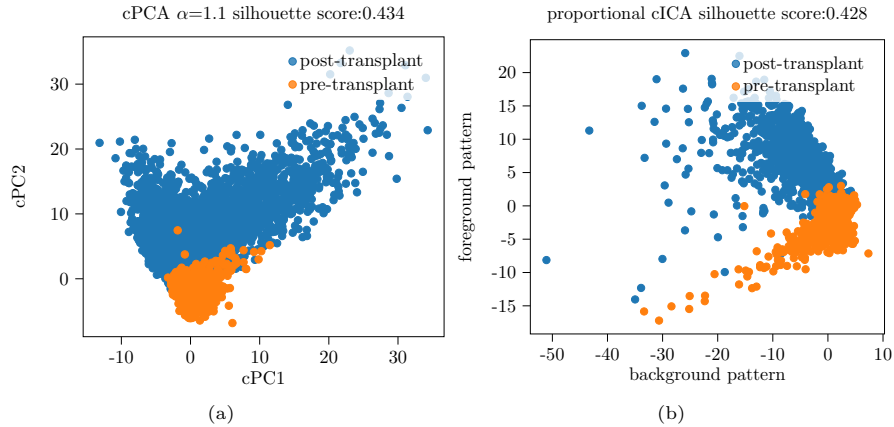 cPCA α=1.1 silhouette score:0.434
post-transplant
pre-transplant
30
20
10
0
cPC2
-10
0
10
20
30
cPC1
(a)
proportional cICA silhouette score:0.428
post-transplant
pre-transplant
20
15
10
5
0
-5
-10
-15
foreground pattern
-50
-40
-30
-20
-10
0
10
background pattern
(b)